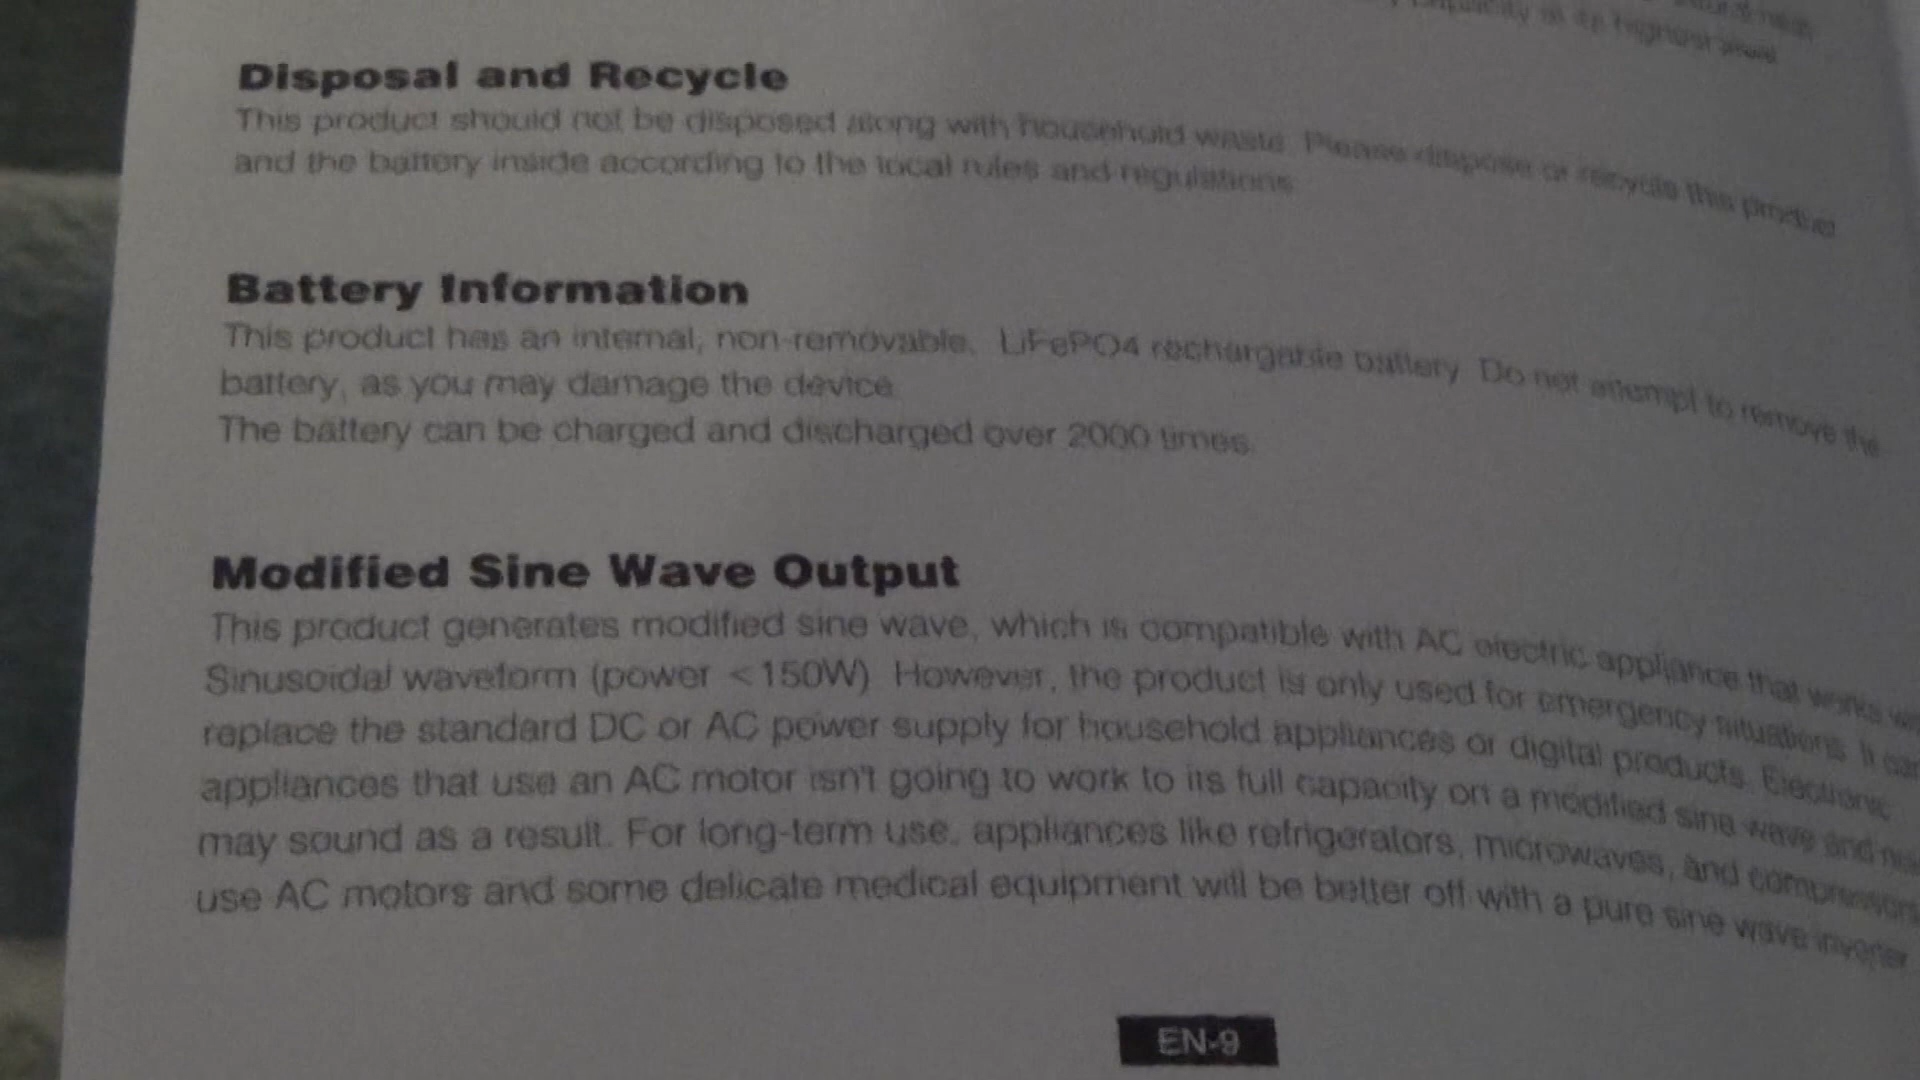 highest
Disposal and Recycle
This product should not be disposed along with household waste. Please dispose or recycle this product
and the battery inside according to the local rules and regulations
Battery Information
This product has an internal, non-removable, LiFePO4 rechargable battery. Do not attempt to remove the
battery, as you may damage the device.
The battery can be charged and discharged over 2000 times.
Modified Sine Wave Output
This product generates modified sine wave, which is compatible with AC electric appliance that works
Sinusoidal waveform (power <150W). However, the product is only used for emergency situations. It
replace the standard DC or AC power supply for household appliances or digital products. Electronic
appliances that use an AC motor isn't going to work to its full capacity on a modified sine wave and
may sound as a result. For long-term use, appliances like refrigerators, microwaves, and compressors
use AC motors and some delicate medical equipment will be better off with a pure sine wave inverter
EN-9